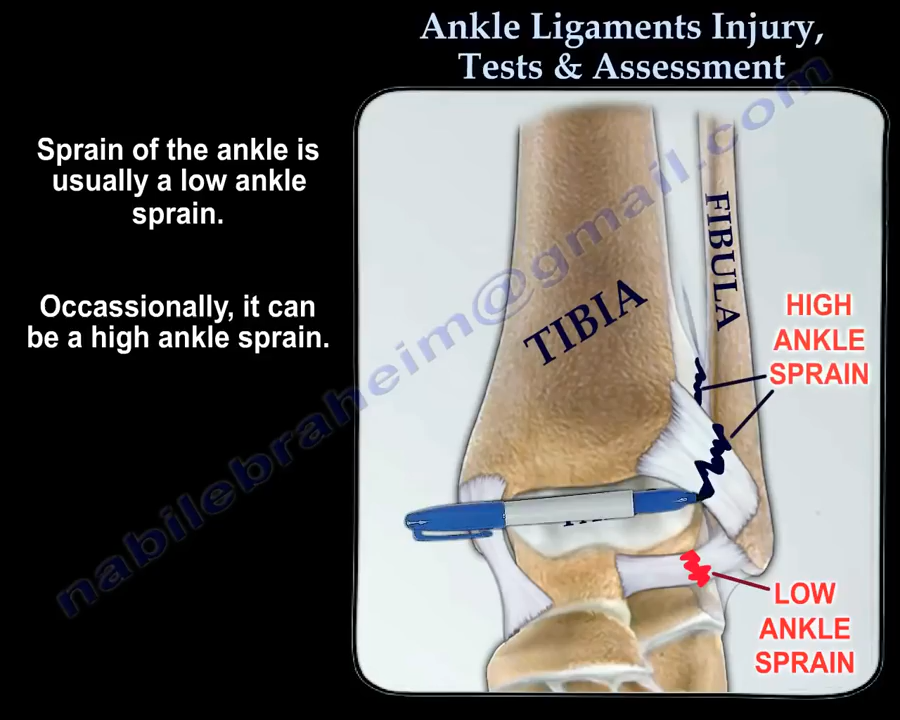 Ankle Ligaments Injury,
Tests & Assessment
Sprain of the ankle is
usually a low ankle
sprain.
Occassionally, it can
be a high ankle sprain.
TIBIA
FIBULA
HIGH
ANKLE
SPRAIN
LOW
ANKLE
SPRAIN
nabilebraheim@gmail.com